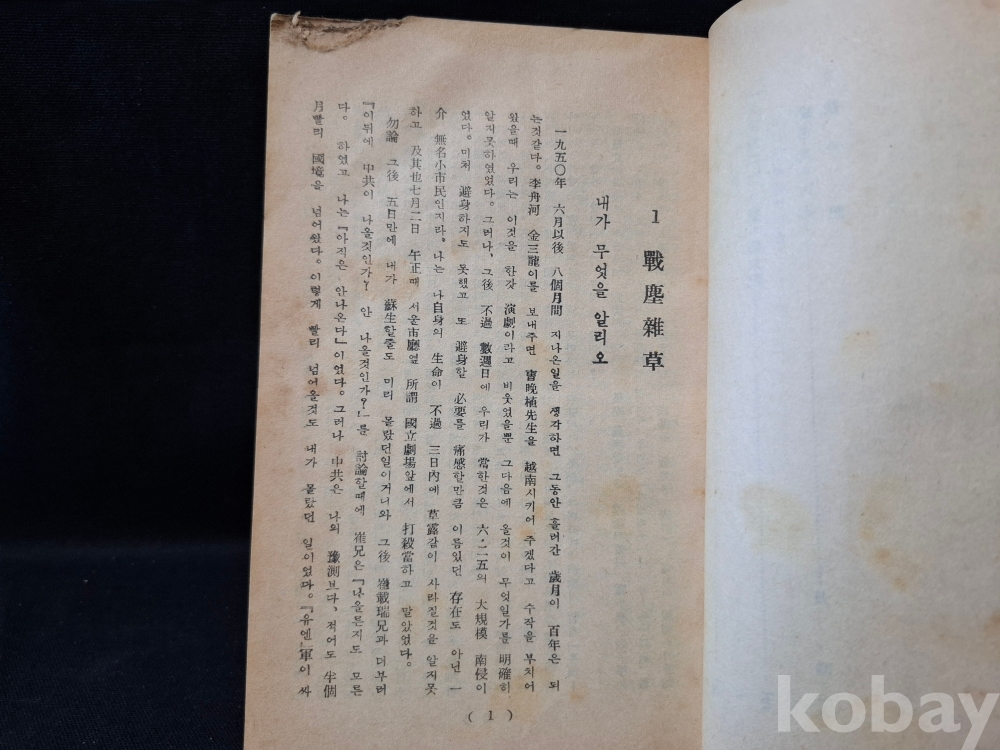 1 戰塵雜草
내가 무엇을 알리오
一九五〇年 六月以後 八個月間 지나온일을 생각하면 그동안 흘러간 歲月이 百年은 되
는것같다。李舟河 金三龍이를 보내주면 曺晩植先生을 越南시키어 주겠다고 수작을 부치어
왔을때 우리는 이것을 한갓 演劇이라고 비웃었을뿐 그다음에 올것이 무엇일가를 明確히
알지못하였었다。그러나、그後 不過 數週日에 우리가 當한것은 六·二五의 大規模 南侵이
었다。미처 避身하지도 못했고 또 避身할 必要를 痛感할만큼 이름있던 存在도 아닌 一
介 無名小市民인지라、나는 나自身의 生命이 不過 三日內에 草露같이 사라질것을 알지못
하고 及其也七月二日 午正때 서울市廳옆 所謂 國立劇場앞에서 打殺當하고 말았었다。
勿論 그後 五日만에 내가 蘇生할줄도 미리 몰랐던일이거니와 그後 崔載瑞兄과 더부러
『이뒤에 中共이 나올것인가? 안 나올것인가?』를 討論할때에 崔兄은『나올른지도 모른
다。하였고 나는『아직은 안나온다』이었다。그러나 中共은 나의 豫測보다、적어도 半個
月빨리 國境을 넘어섰다。이렇게 빨리 넘어올것도 내가 몰랐던 일이었다。『유엔』軍이 싸
( 1 )
kobay